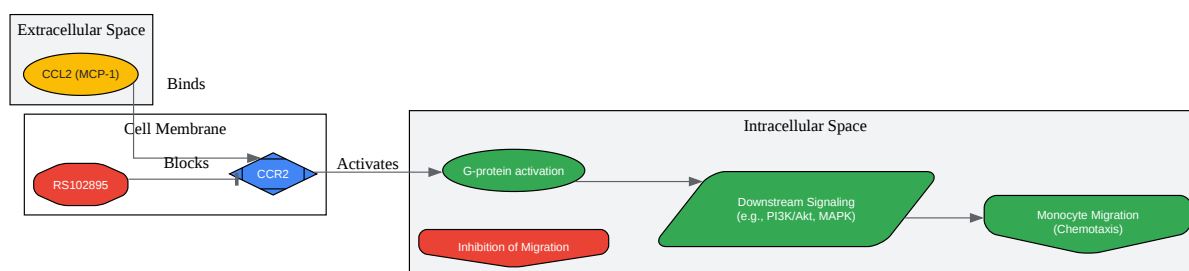 Extracellular Space
CCL2 (MCP-1)
Binds
Cell Membrane
Blocks
RS102895
CCR2
Activates
Intracellular Space
G-protein activation
Downstream Signaling
(e.g., PI3K/Akt, MAPK)
Monocyte Migration
(Chemotaxis)
Inhibition of Migration